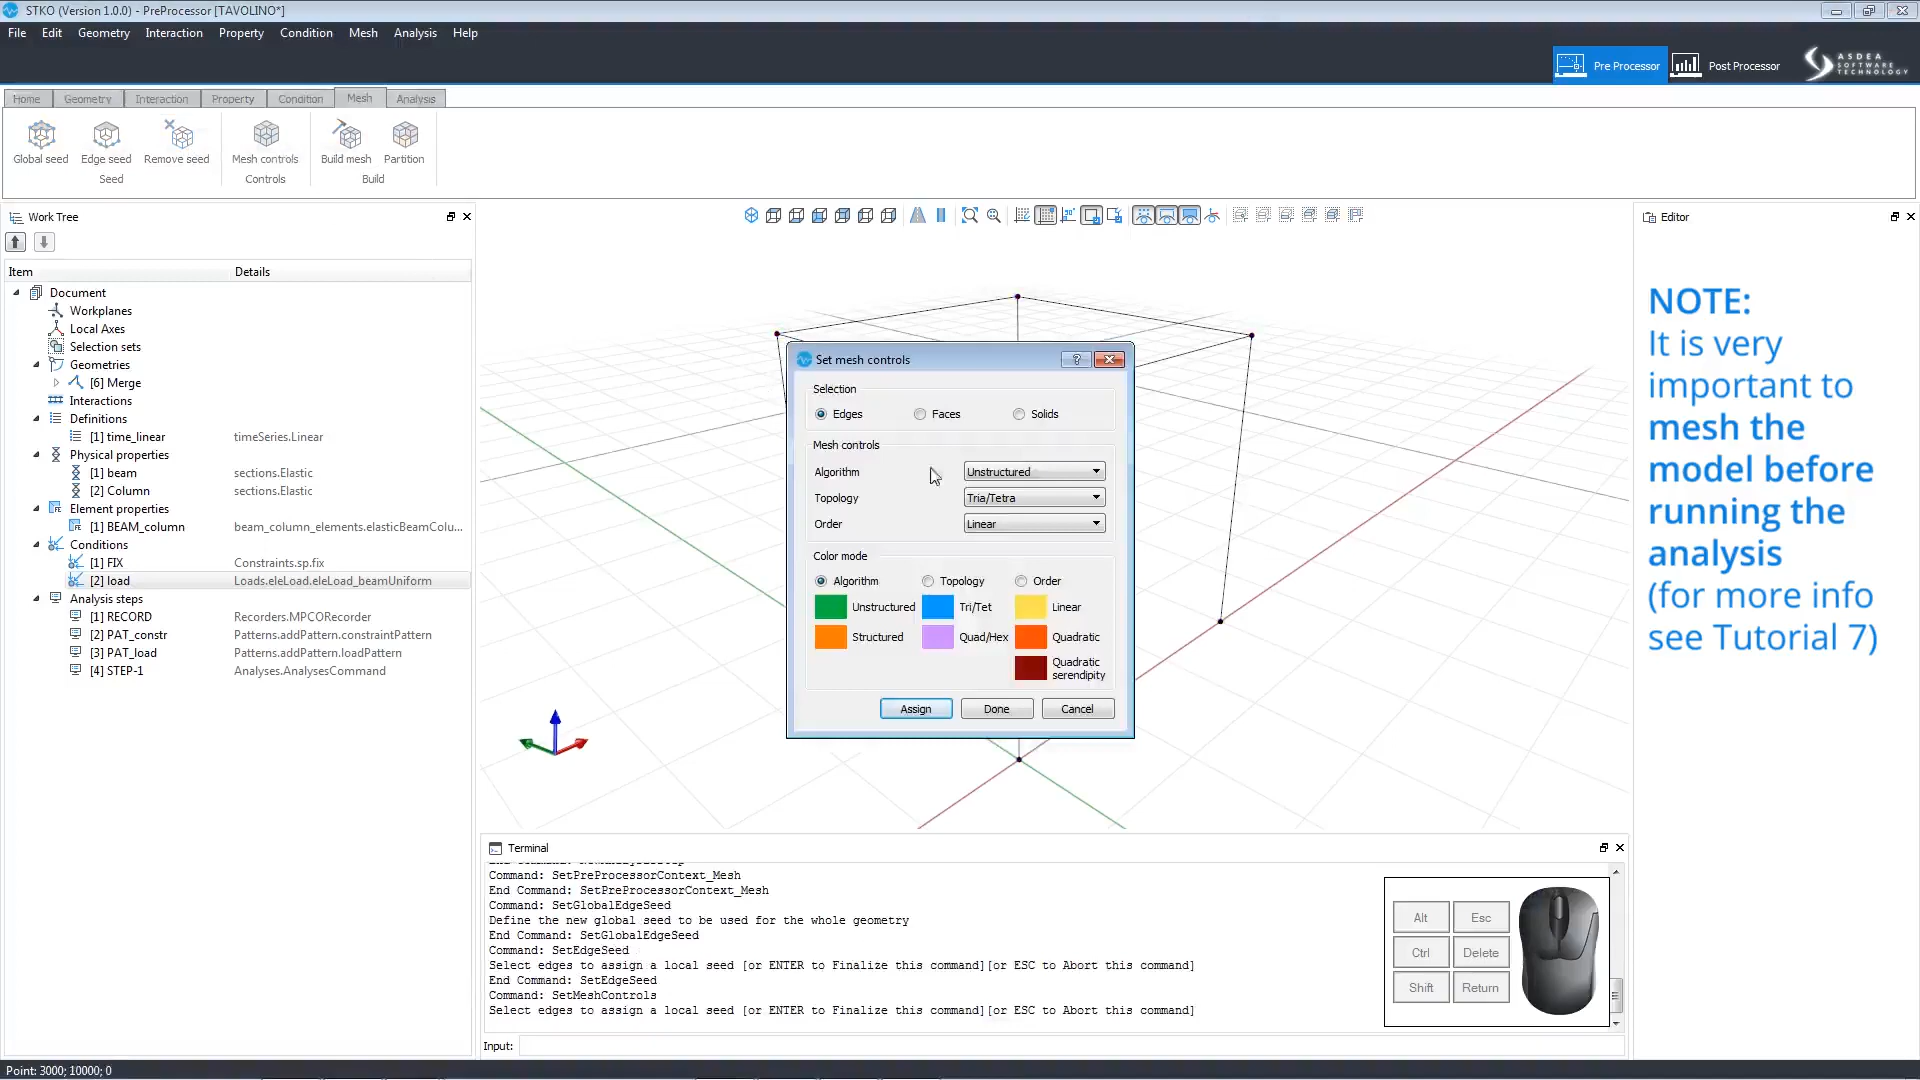 STKO (Version 1.0.0) - PreProcessor [TAVOLINO*]
File Edit Geometry Interaction Property Condition Mesh Analysis Help
Pre Processor Post Processor
ASDEA
SOFTWARE
TECHNOLOGY
Home Geometry Interaction Property Condition Mesh Analysis
Global seed Edge seed Remove seed Mesh controls Build mesh Partition
Seed Controls Build
Work Tree
Item Details
Document
Workplanes
Local Axes
Selection sets
Geometries
[6] Merge
Interactions
Definitions
[1] time_linear timeSeries.Linear
Physical properties
[1] beam sections.Elastic
[2] Column sections.Elastic
Element properties
[1] BEAM_column beam_column_elements.elasticBeamColu...
Conditions
[1] FIX Constraints.sp.fix
[2] load Loads.eleLoad.eleLoad_beamUniform
Analysis steps
[1] RECORD Recorders.MPCORecorder
[2] PAT_constr Patterns.addPattern.constraintPattern
[3] PAT_load Patterns.addPattern.loadPattern
[4] STEP-1 Analyses.AnalysesCommand
Set mesh controls
?
Selection
Edges Faces Solids
Mesh controls
Algorithm Unstructured
Topology Tria/Tetra
Order Linear
Color mode
Algorithm Topology Order
Unstructured Tri/Tet Linear
Structured Quad/Hex Quadratic
Quadratic
serendipity
Assign Done Cancel
Editor
NOTE:
It is very
important to
mesh the
model before
running the
analysis
(for more info
see Tutorial 7)
Terminal
Command: SetPreProcessorContext_Mesh
End Command: SetPreProcessorContext_Mesh
Command: SetGlobalEdgeSeed
Define the new global seed to be used for the whole geometry
End Command: SetGlobalEdgeSeed
Command: SetEdgeSeed
Select edges to assign a local seed [or ENTER to Finalize this command][or ESC to Abort this command]
End Command: SetEdgeSeed
Command: SetMeshControls
Select edges to assign a local seed [or ENTER to Finalize this command][or ESC to Abort this command]
Alt Esc
Ctrl Delete
Shift Return
Input:
Point: 3000; 10000; 0